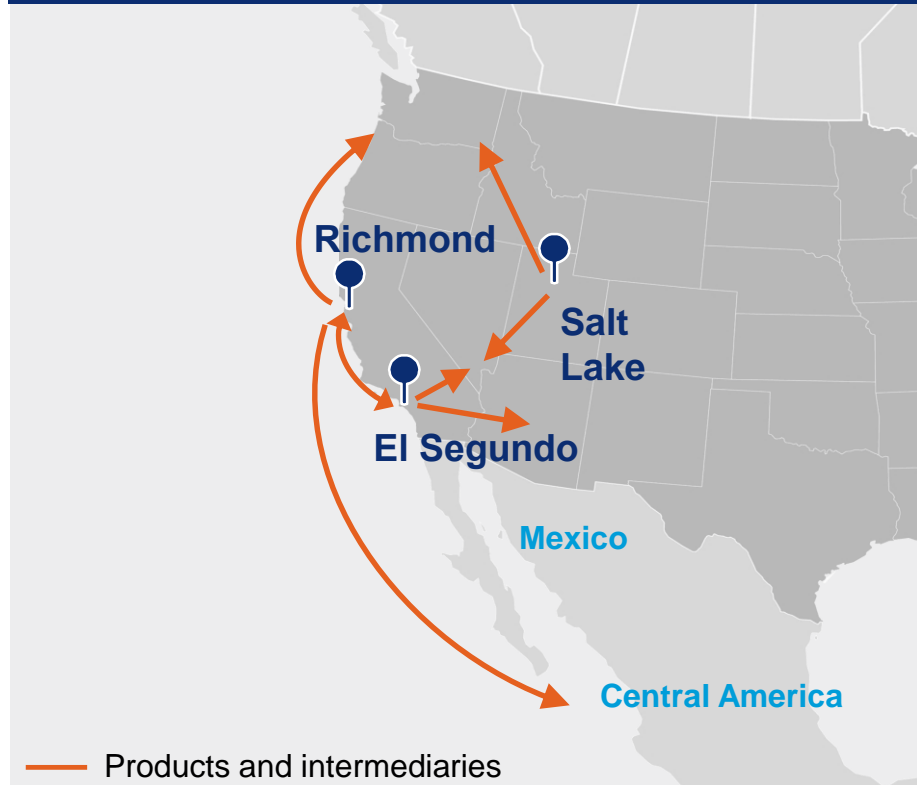 Richmond
Salt
Lake
El Segundo
Mexico
Central America
Products and intermediaries